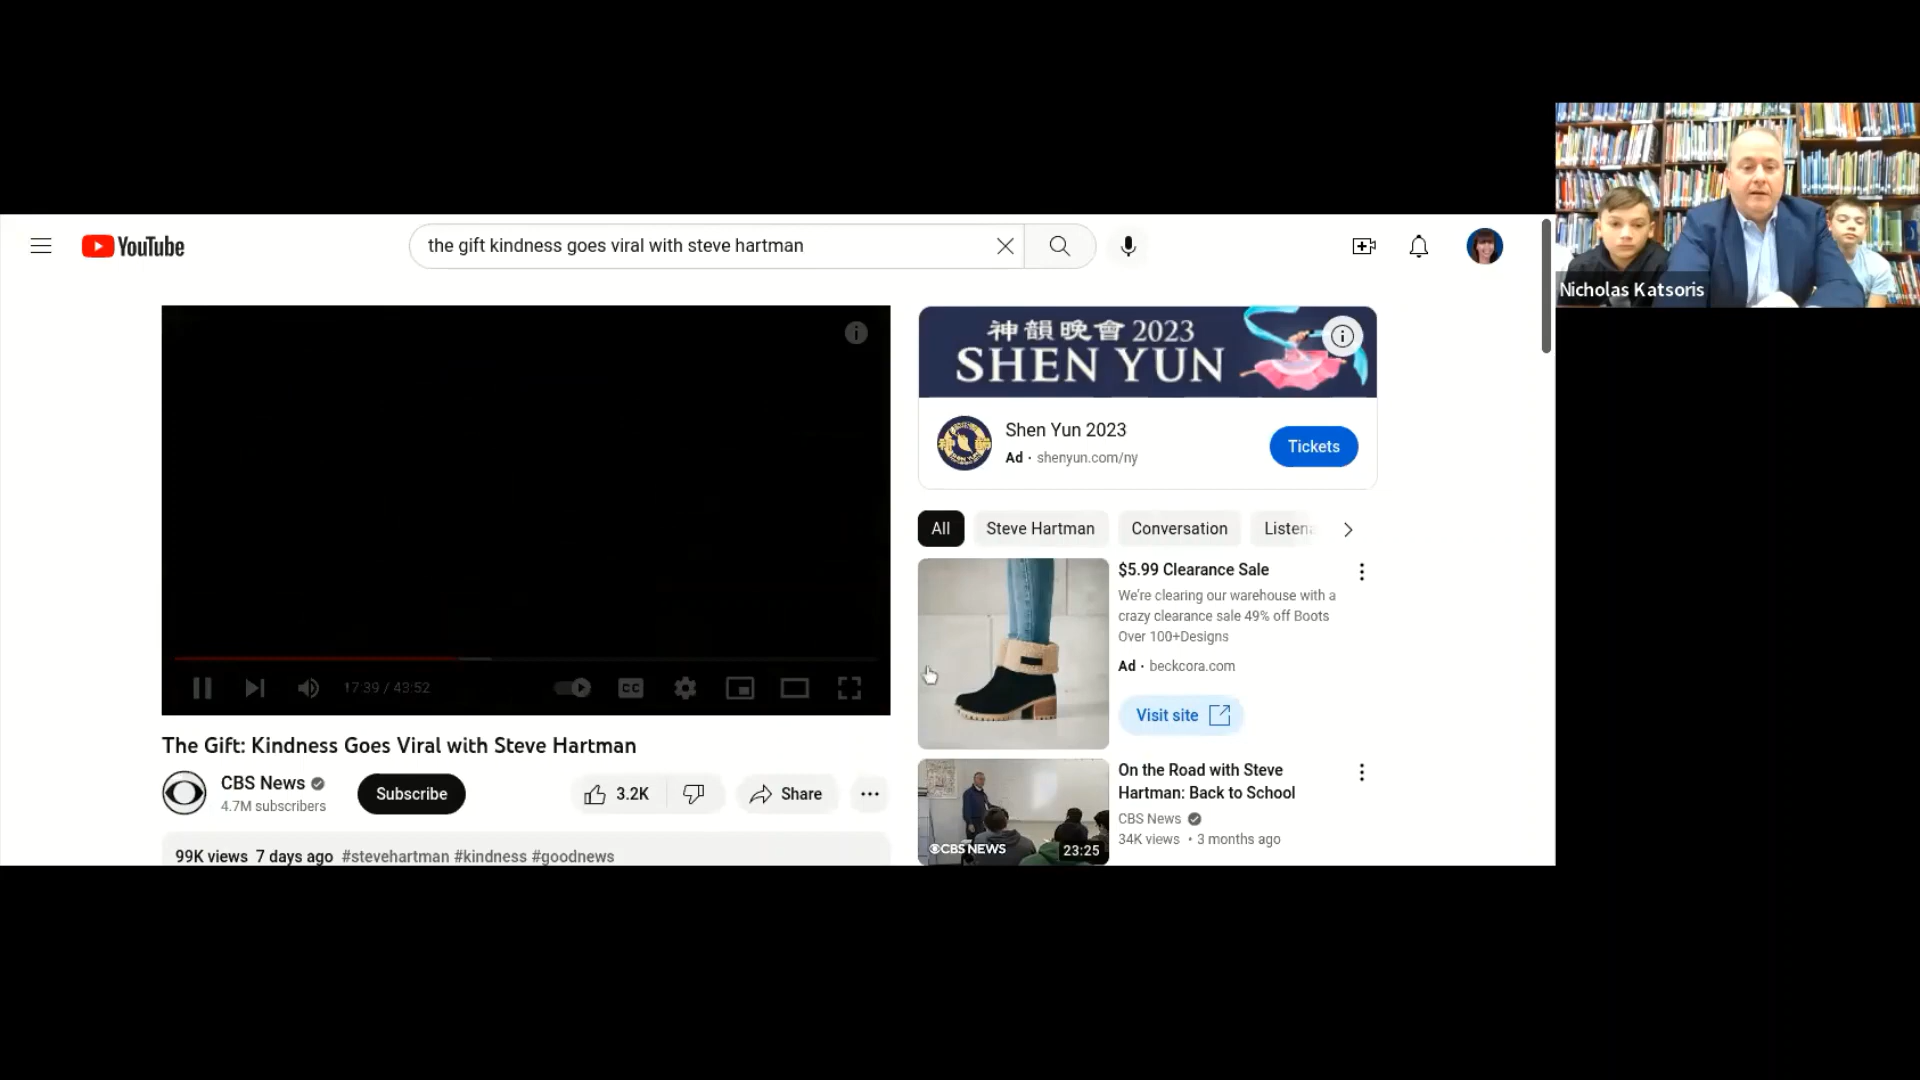 YouTube
the gift kindness goes viral with steve hartman
Nicholas Katsoris
神韻晚會 2023
SHEN YUN
Shen Yun 2023
Ad · shenyun.com/ny
Tickets
All
Steve Hartman
Conversation
Listen
17:39 / 43:52
CC
The Gift: Kindness Goes Viral with Steve Hartman
CBS News
4.7M subscribers
Subscribe
3.2K
Share
99K views 7 days ago #stevehartman #kindness #goodnews
$5.99 Clearance Sale
We're clearing our warehouse with a
crazy clearance sale 49% off Boots
Over 100+Designs
Ad · beckcora.com
Visit site
CBS NEWS
23:25
On the Road with Steve
Hartman: Back to School
CBS News
34K views • 3 months ago